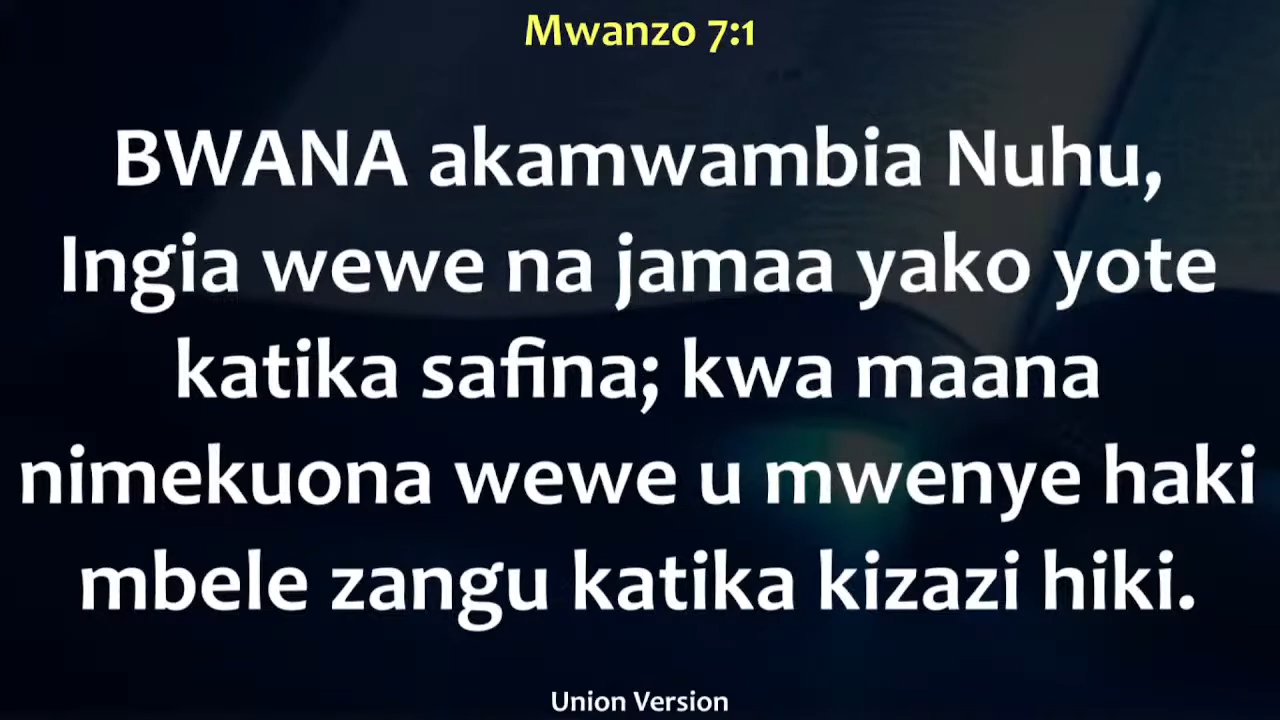 Mwanzo 7:1
BWANA akamwambia Nuhu,
Ingia wewe na jamaa yako yote
katika safina; kwa maana
nimekuona wewe u mwenye haki
mbele zangu katika kizazi hiki.
Union Version